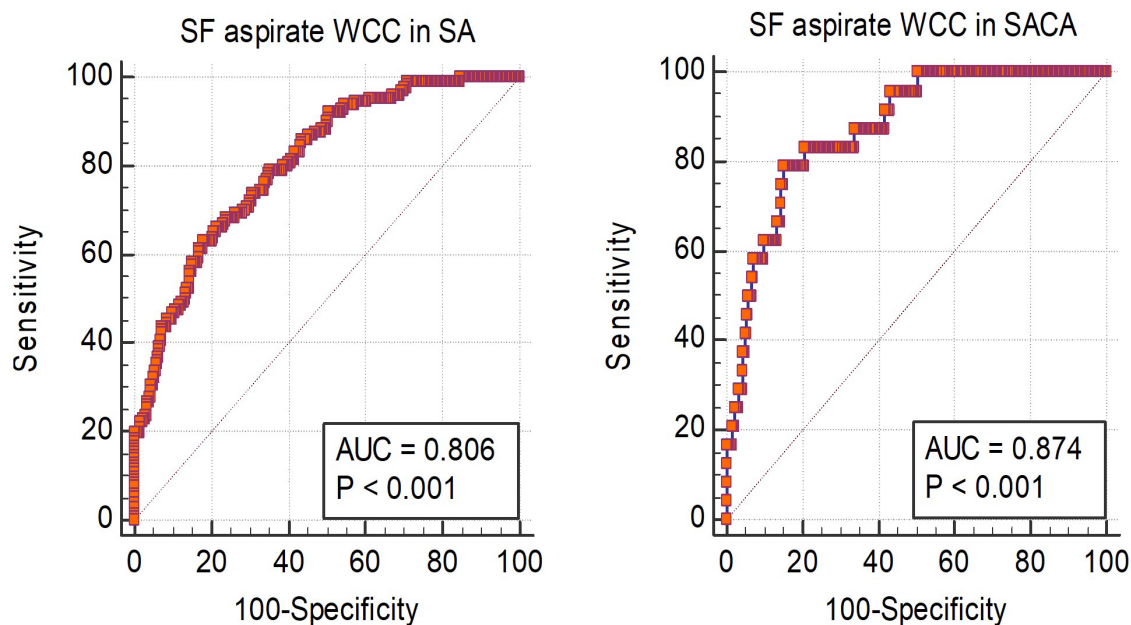 SF aspirate WCC in SA
100
80
60
40
20
0
Sensitivity
AUC = 0.806
P < 0.001
0 20 40 60 80 100
100-Specificity
SF aspirate WCC in SACA
100
80
60
40
20
0
Sensitivity
AUC = 0.874
P < 0.001
0 20 40 60 80 100
100-Specificity